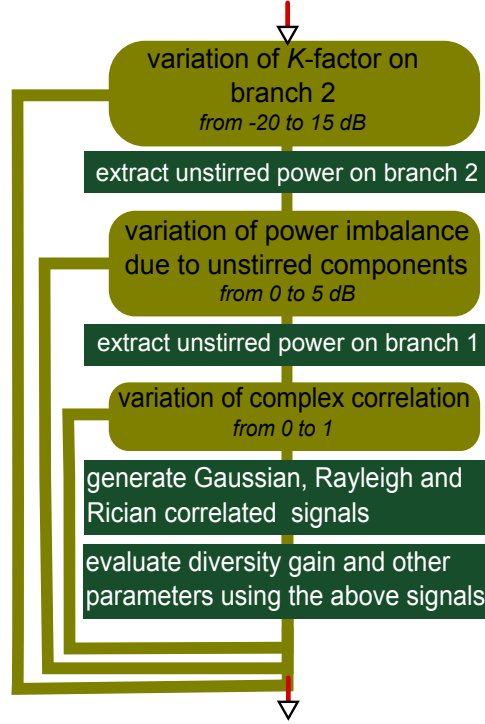 variation of K-factor on
branch 2
from -20 to 15 dB
extract unstirred power on branch 2
variation of power imbalance
due to unstirred components
from 0 to 5 dB
extract unstirred power on branch 1
variation of complex correlation
from 0 to 1
generate Gaussian, Rayleigh and
Rician correlated signals
evaluate diversity gain and other
parameters using the above signals